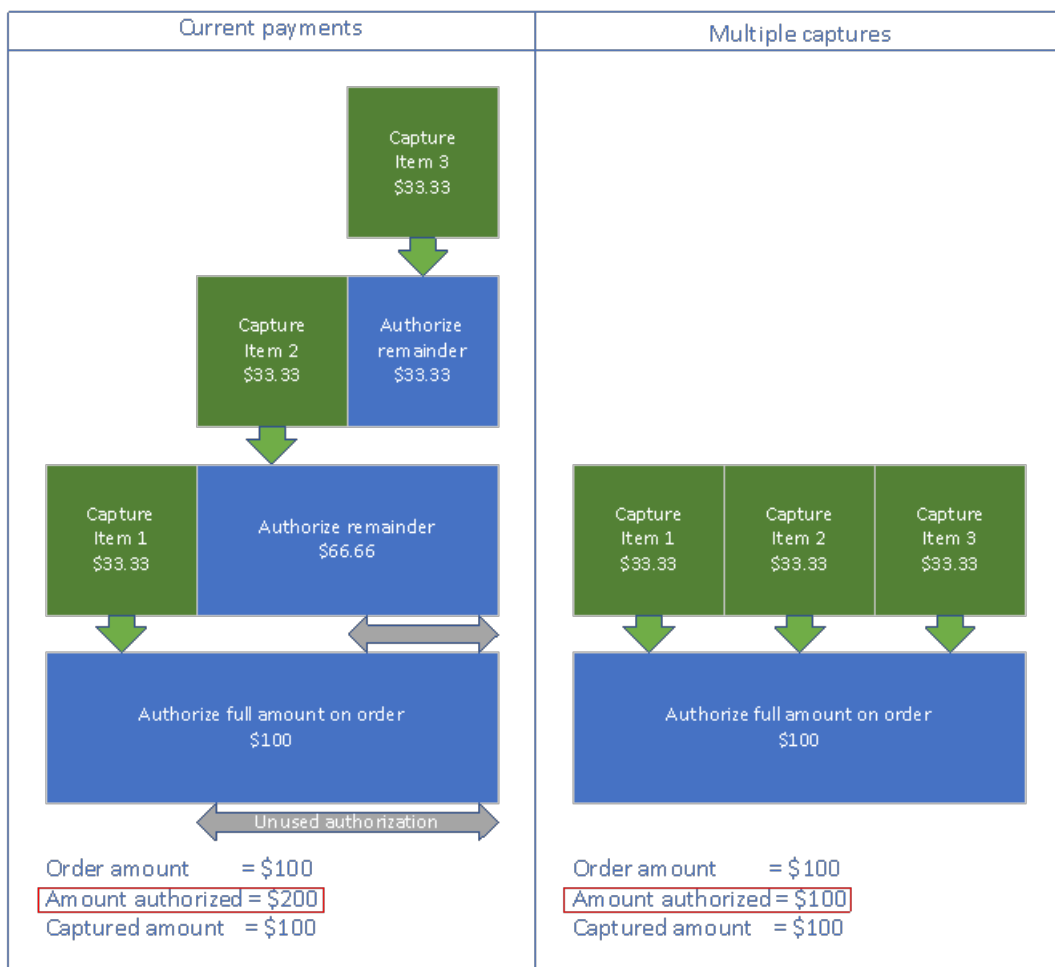 Current payments
Multiple captures
Capture
Item 3
$33.33
Capture
Item 2
$33.33
Authorize
remainder
$33.33
Capture
Item 1
$33.33
Authorize remainder
$66.66
Capture
Item 1
$33.33
Capture
Item 2
$33.33
Capture
Item 3
$33.33
Authorize full amount on order
$100
Authorize full amount on order
$100
Unused authorization
Order amount = $100
Amount authorized = $200
Captured amount = $100
Order amount = $100
Amount authorized = $100
Captured amount = $100